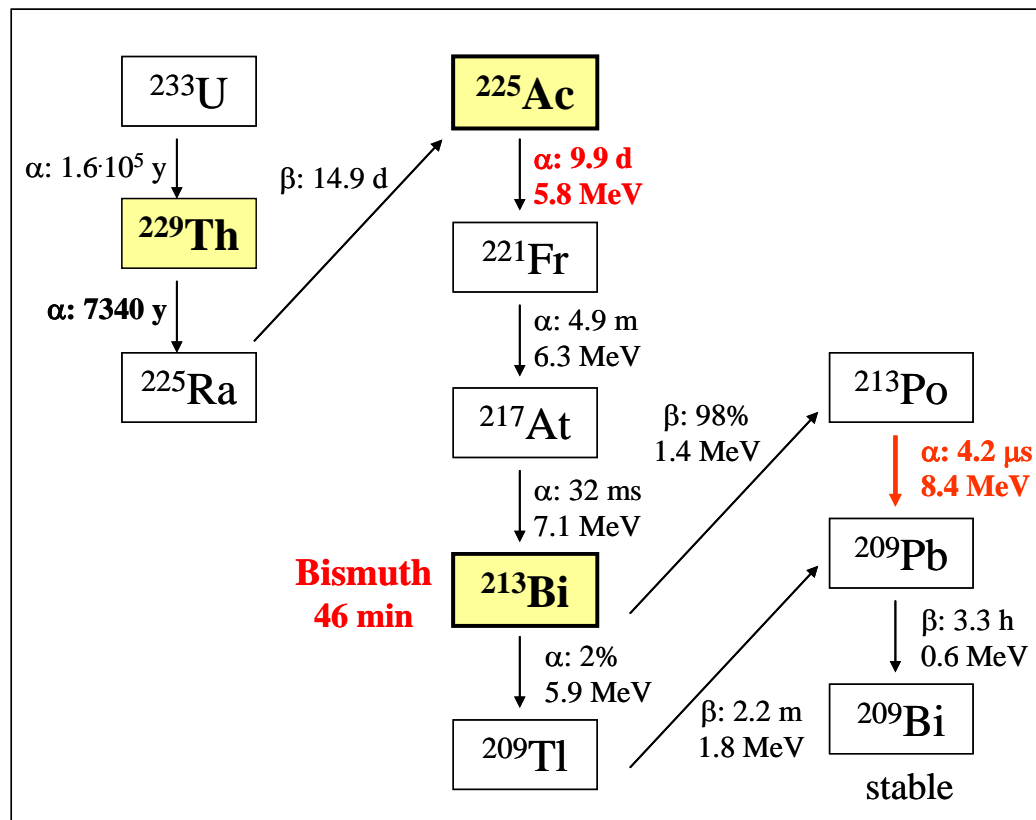 ²³³U
α: 1.6·10⁵ y
²²⁹Th
α: 7340 y
²²⁵Ra
β: 14.9 d
²²⁵Ac
α: 9.9 d
5.8 MeV
²²¹Fr
α: 4.9 m
6.3 MeV
²¹⁷At
α: 32 ms
7.1 MeV
Bismuth
46 min
²¹³Bi
α: 2%
5.9 MeV
²⁰⁹Tl
β: 98%
1.4 MeV
β: 2.2 m
1.8 MeV
²¹³Po
α: 4.2 μs
8.4 MeV
²⁰⁹Pb
β: 3.3 h
0.6 MeV
²⁰⁹Bi
stable